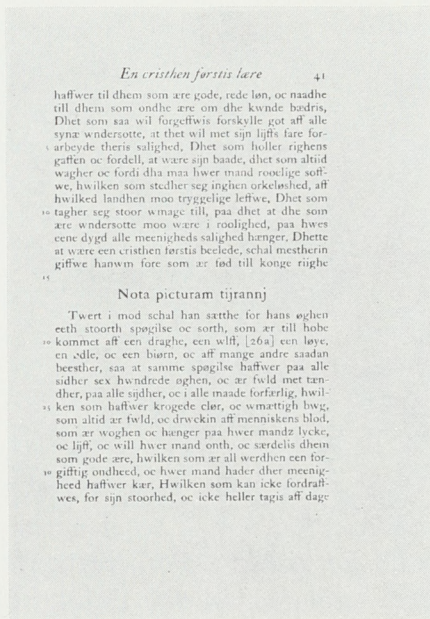 En cristhen førstis lære 41
haffwer til dhem som ære gode, rede løn, oc naadhe
till dhem som ondhe ære om dhe kwnde bædris,
Dhet som saa wil forgeffwis forskylle got aff alle
synæ wndersotte, at thet wil met sijn lijffs fare for-
5 arbeyde theris salighed, Dhet som holler righens
gaffen oc fordell, at wære sijn baade, dhet som altiid
wagher oc fordi dha maa hwer mand roolighe soff-
we, hwilken som stedher seg inghen orkeløshed, aff
hwilked landhen moo tryggelige leffwe, Dhet som
10 tagher seg stoor wmage till, paa dhet at dhe som
ære wndersotte moo wære i roolighed, paa hwes
eene dygd alle meenigheds salighed hænger, Dhette
at wære een cristhen førstis beelede, schal mestherin
giffwe hanwm fore som ær fød till konge riighe
15
Nota picturam tijrannj
Twert i mod schal han sætthe for hans øghen
eeth stoorth spøgilse oc sorth, som ær till hobe
20 kommet aff een draghe, een wlff, [26a] een løye,
en edle, oc een biørn, oc aff mange andre saadan
beesther, saa at samme spøgilse haffwer paa alle
sidher sex hwndrede øghen, oc ær fwld met tæn-
dher, paa alle sijdher, oc i alle maade forfærlig, hwil-
25 ken som haffwer krogede clør, oc wmættigh bwg,
som altid ær fwld, oc drwckin aff menniskens blod,
som ær woghen oc hænger paa hwer mandz lycke,
oc lijff, oc will hwer mand onth, oc særdelis dhem
som gode ære, hwilken som ær all werdhen een for-
30 gifftig ondheed, oc hwer mand hader dher meenig-
heed haffwer kær, Hwilken som kan icke fordraff-
wes, for sijn stoorhed, oc icke heller tagis aff dage